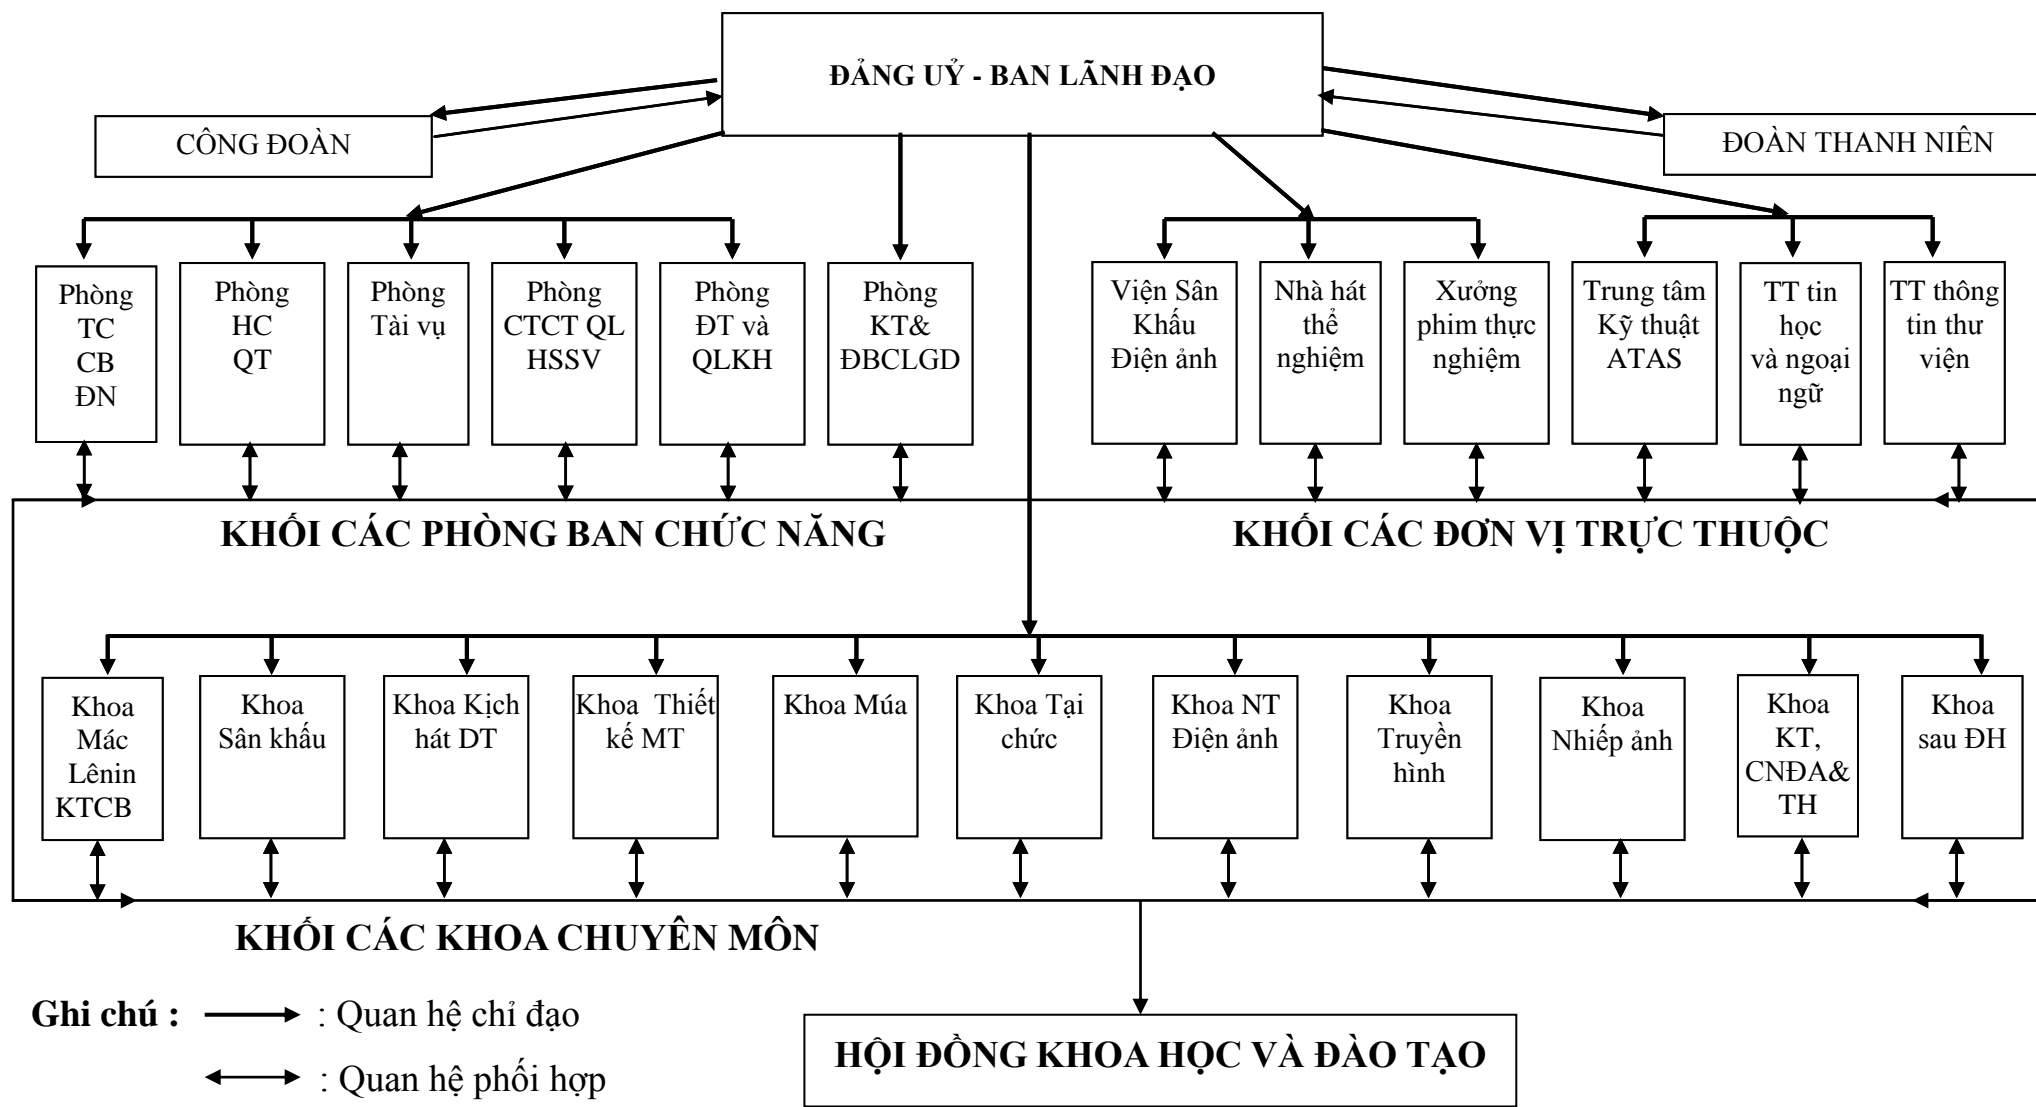 ĐẢNG UỶ - BAN LÃNH ĐẠO
CÔNG ĐOÀN
ĐOÀN THANH NIÊN
Phòng
TC
CB
ĐN
Phòng
HC
QT
Phòng
Tài vụ
Phòng
CTCT QL
HSSV
Phòng
ĐT và
QLKH
Phòng
KT&
ĐBCLGD
Viện Sân
Khấu
Điện ảnh
Nhà hát
thể
nghiệm
Xưởng
phim thực
nghiệm
Trung tâm
Kỹ thuật
ATAS
TT tin
học
và ngoại
ngữ
TT thông
tin thư
viện
KHỐI CÁC PHÒNG BAN CHỨC NĂNG
KHỐI CÁC ĐƠN VỊ TRỰC THUỘC
Khoa
Mác
Lênin
KTCB
Khoa
Sân khấu
Khoa Kịch
hát DT
Khoa Thiết
kế MT
Khoa Múa
Khoa Tại
chức
Khoa NT
Điện ảnh
Khoa
Truyền
hình
Khoa
Nhiếp ảnh
Khoa
KT,
CNĐA&
TH
Khoa
sau ĐH
KHỐI CÁC KHOA CHUYÊN MÔN
Ghi chú : : Quan hệ chỉ đạo
: Quan hệ phối hợp
HỘI ĐỒNG KHOA HỌC VÀ ĐÀO TẠO